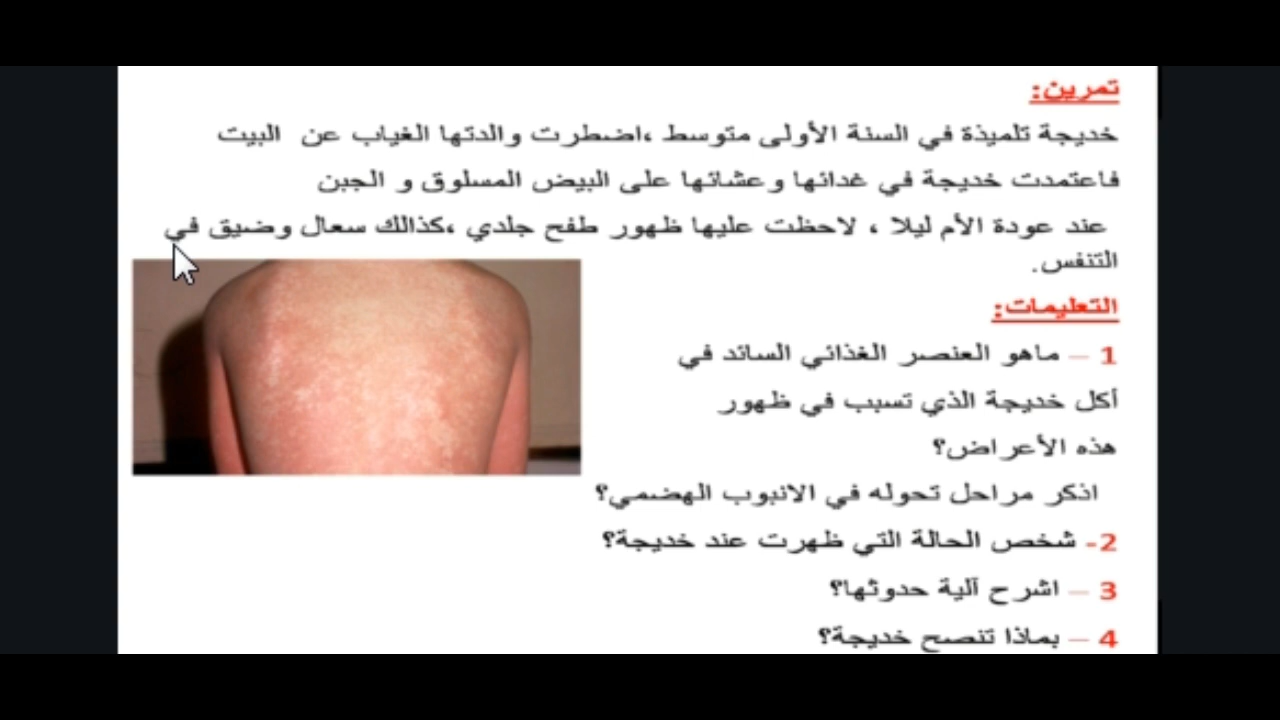 تمرين:
خديجة تلميذة في السنة الأولى متوسط ،اضطرت والدتها الغياب عن البيت
فاعتمدت خديجة في غدائها وعشائها على البيض المسلوق و الجبن
عند عودة الأم ليلا ، لاحظت عليها ظهور طفح جلدي ،كذالك سعال وضيق في
التنفس.
التعليمات:
1 – ماهو العنصر الغذائي السائد في
أكل خديجة الذي تسبب في ظهور
هذه الأعراض؟
اذكر مراحل تحوله في الانبوب الهضمي؟
2- شخص الحالة التي ظهرت عند خديجة؟
3 – اشرح آلية حدوثها؟
4 – بماذا تنصح خديجة؟